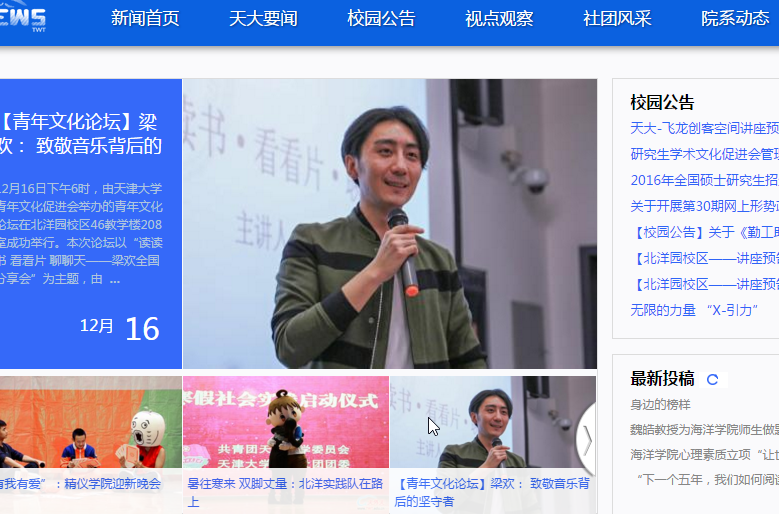 EWS
TWT
新闻首页 天大要闻 校园公告 视点观察 社团风采 院系动态
【青年文化论坛】梁
欢： 致敬音乐背后的
12月16日下午6时，由天津大学
青年文化促进会举办的青年文化
论坛在北洋园校区46教学楼208
室成功举行。本次论坛以“读读
书 看看片 聊聊天——梁欢全国
分享会”为主题，由 ...
12月 16
读书·看看片·
主讲人
校园公告
天大-飞龙创客空间讲座预
研究生学术文化促进会管理
2016年全国硕士研究生招
关于开展第30期网上形势政
【校园公告】关于《勤工助
【北洋园校区——讲座预告
【北洋园校区——讲座预告
无限的力量 “X-引力”
有我有爱”：精仪学院迎新晚会
寒假社会实 启动仪式
共青团天 学委员会
天津大 团委
暑往寒来 双脚丈量：北洋实践队在路
上
读书·看看片·
主讲人
【青年文化论坛】梁欢： 致敬音乐背
后的坚守者
最新投稿
身边的榜样
魏皓教授为海洋学院师生做题
海洋学院心理素质立项“让世
“下一个五年，我们如何阅读